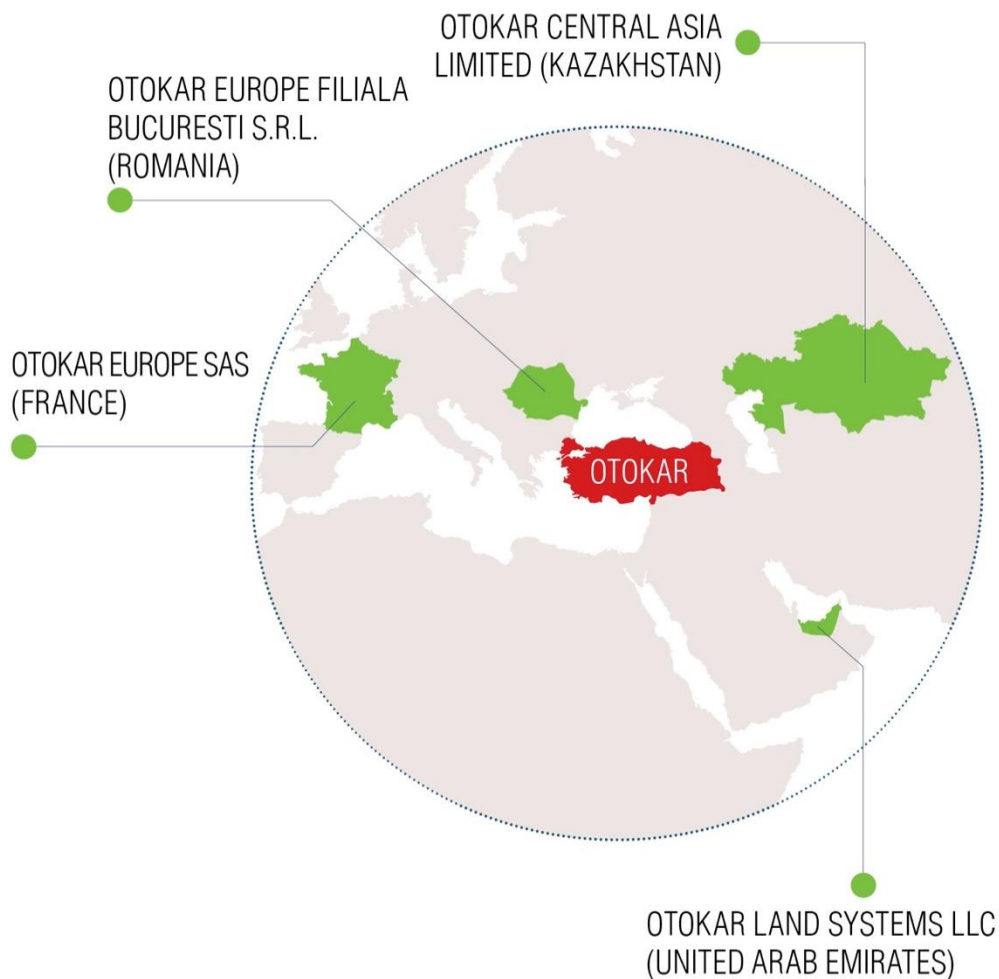 OTOKAR CENTRAL ASIA
LIMITED (KAZAKHSTAN)
OTOKAR EUROPE FILIALA
BUCURESTI S.R.L.
(ROMANIA)
OTOKAR EUROPE SAS
(FRANCE)
OTOKAR
OTOKAR LAND SYSTEMS LLC
(UNITED ARAB EMIRATES)